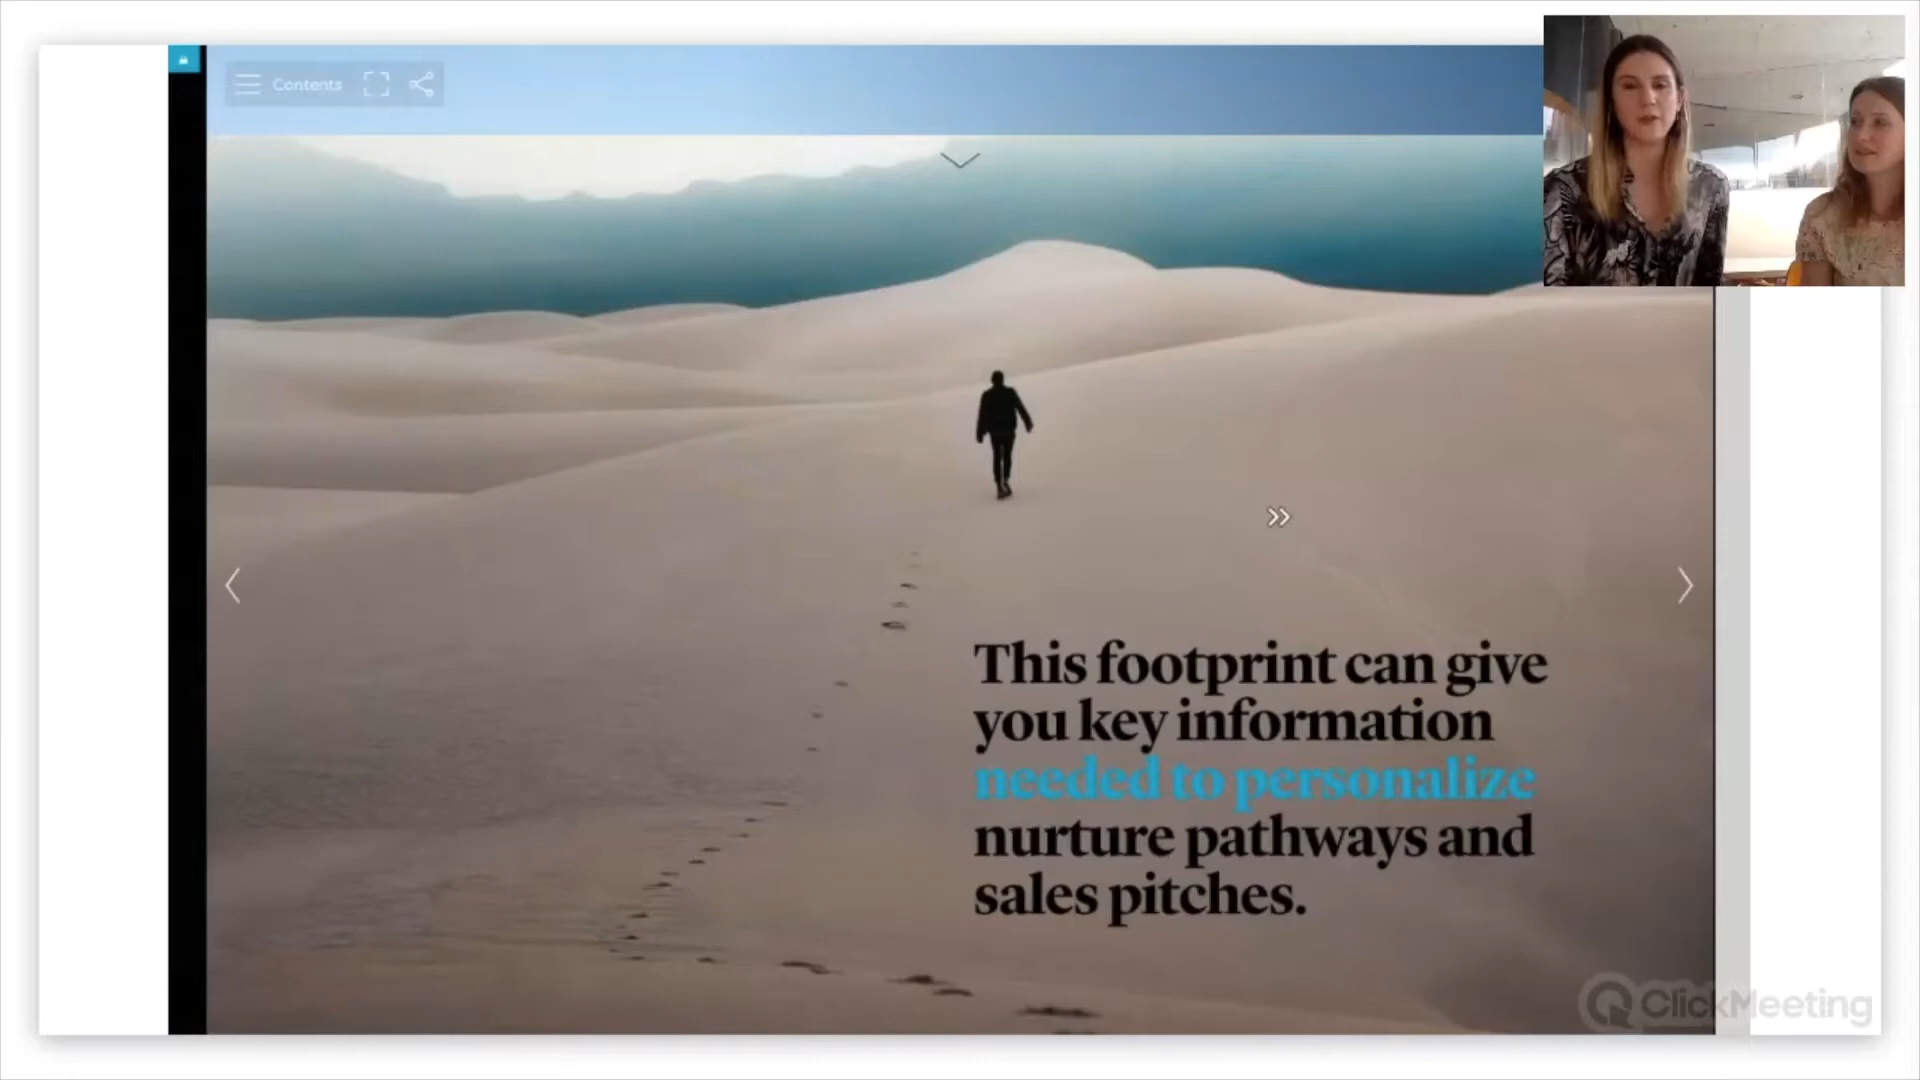 Contents
This footprint can give
you key information
needed to personalize
nurture pathways and
sales pitches.
ClickMeeting